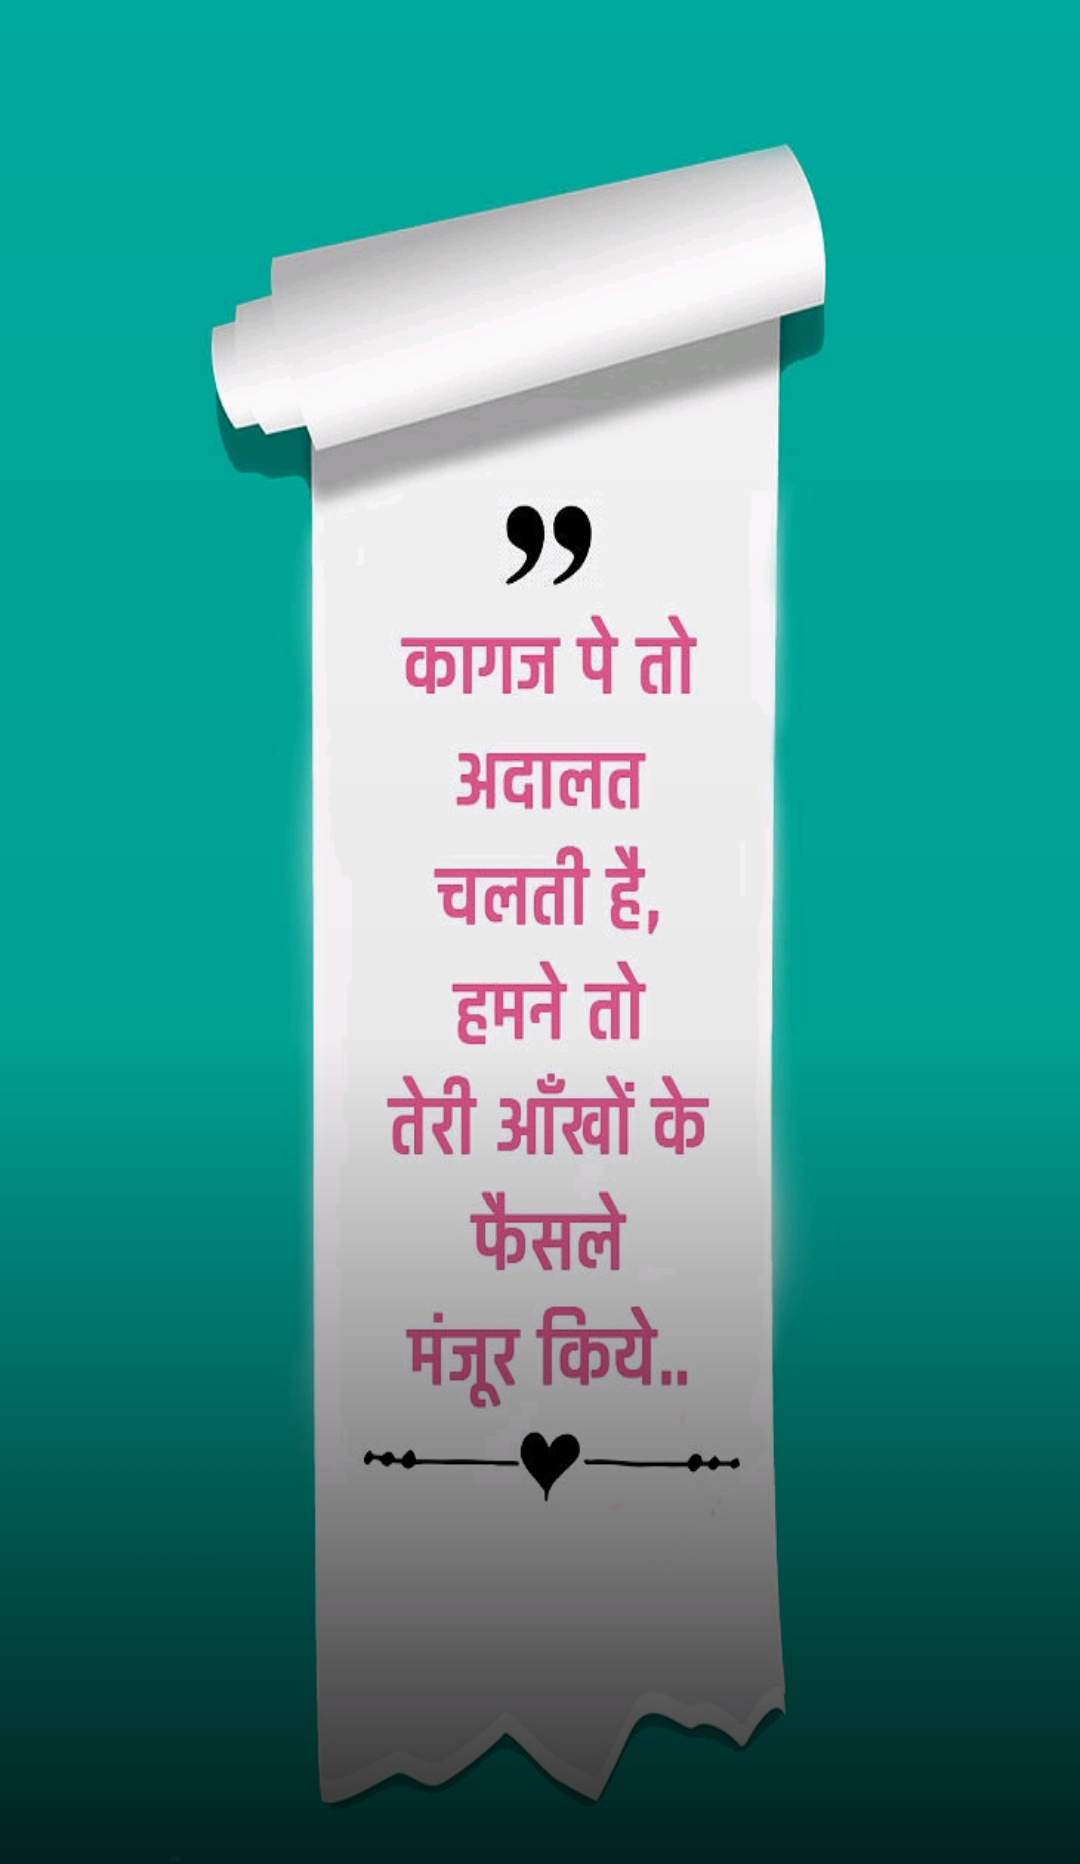 ”
कागज पे तो
अदालत
चलती है,
हमने तो
तेरी आँखों के
फैसले
मंजूर किये..